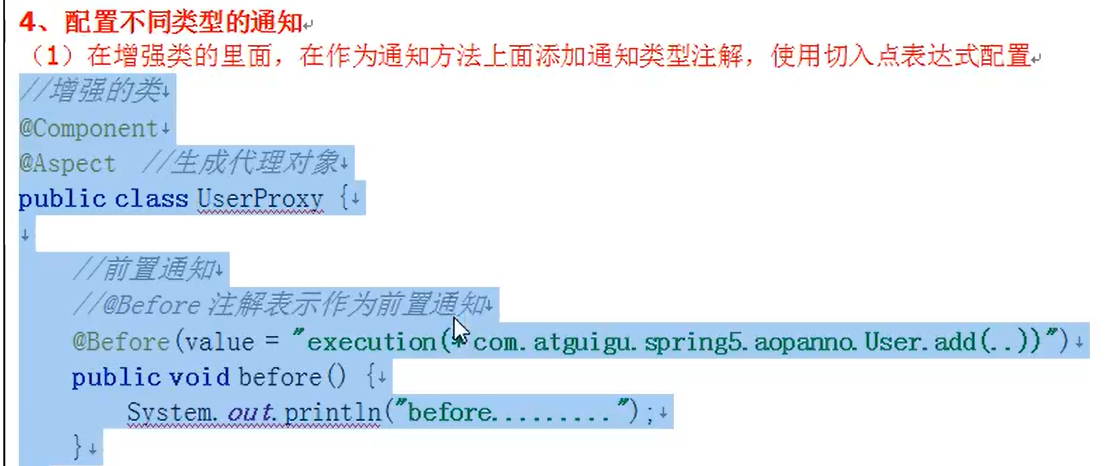 4、配置不同类型的通知
（1）在增强类的里面，在作为通知方法上面添加通知类型注解，使用切入点表达式配置
//增强的类
@Component
@Aspect //生成代理对象
public class UserProxy {
//前置通知
//@Before 注解表示作为前置通知
@Before(value = "execution(* com.atguigu.spring5.aopanno.User.add(..))")
public void before() {
System.out.println("before.........");
}